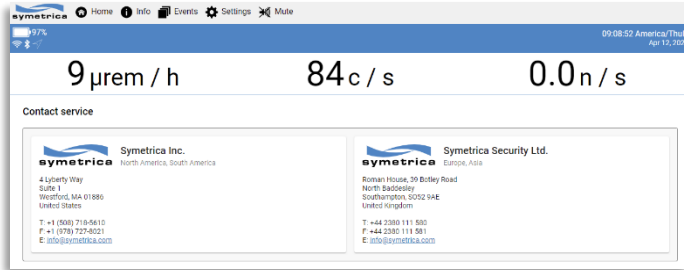 symetrica Home Info Events Settings Mute
97% 09:08:52 America/Thul
Apr 12, 202
9 µrem / h 84 c / s 0.0 n / s
Contact service
symetrica Symetrica Inc.
North America, South America
4 Lyberty Way
Suite 1
Westford, MA 01886
United States
T: +1 (508) 718-5610
F: +1 (978) 727-8021
E: info@symetrica.com
symetrica Symetrica Security Ltd.
Europe, Asia
Roman House, 39 Botley Road
North Baddesley
Southampton, SO52 9AE
United Kingdom
T: +44 2380 111 580
F: +44 2380 111 581
E: info@symetrica.com